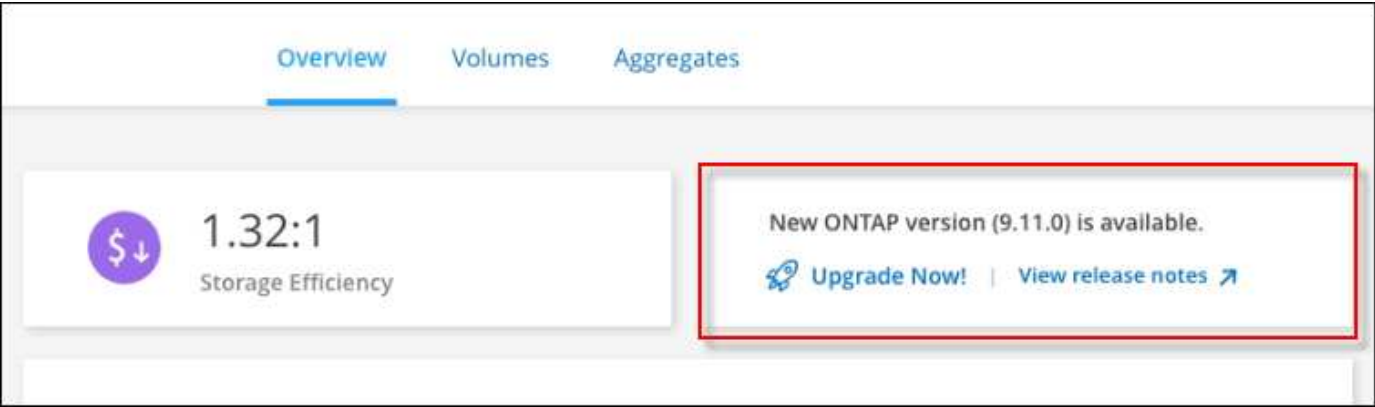 Overview Volumes Aggregates
1.32:1
Storage Efficiency
New ONTAP version (9.11.0) is available.
Upgrade Now! | View release notes